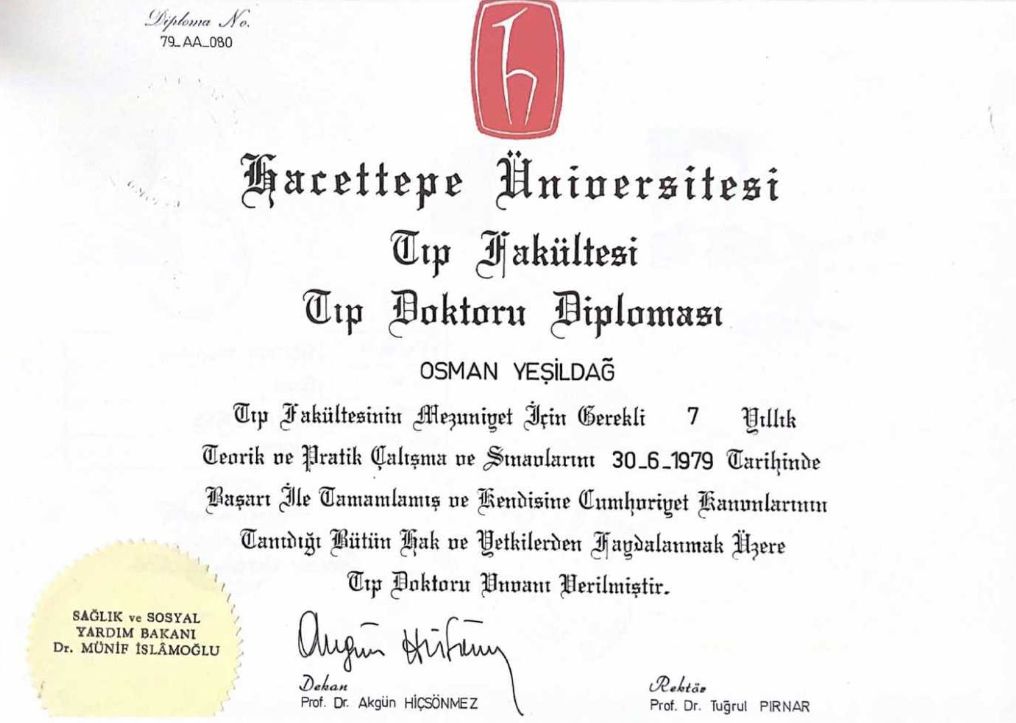 Diploma No.
79_AA_080
h
Hacettepe Üniversitesi
Tıp Fakültesi
Tıp Doktoru Diploması
OSMAN YEŞİLDAĞ
Tıp Fakültesinin Mezuniyet İçin Gerekli 7 Yıllık
Teorik ve Pratik Çalışma ve Sınavlarını 30_6_1979 Tarihinde
Başarı İle Tamamlamış ve Kendisine Cumhuriyet Kanunlarının
Tanıdığı Bütün Hak ve Yetkilerden Faydalanmak Üzere
Tıp Doktoru Unvanı Verilmiştir.
SAĞLIK ve SOSYAL
YARDIM BAKANI
Dr. MÜNİF İSLÂMOĞLU
Dekan
Prof. Dr. Akgün HİÇSÖNMEZ
Rektör
Prof. Dr. Tuğrul PIRNAR